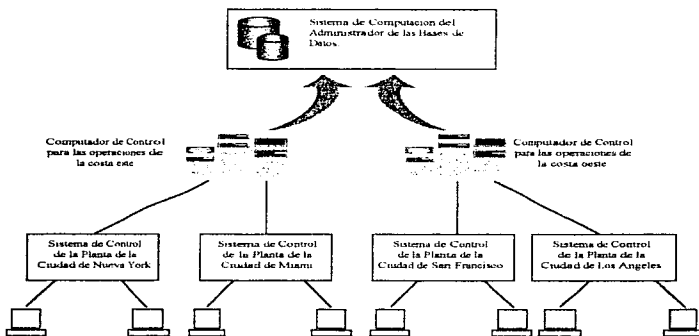 Sistema de Computacion del
Administrador de las Bases de
Datos.
Computador de Control
para las operaciones de
la costa este
Computador de Control
para las operaciones de
la costa oeste
Sistema de Control
de la Planta de la
Ciudad de Nueva York
Sistema de Control
de la Planta de la
Ciudad de Miami
Sistema de Control
de la Planta de la
Ciudad de San Francisco
Sistema de Control
de la Planta de la
Ciudad de Los Angeles